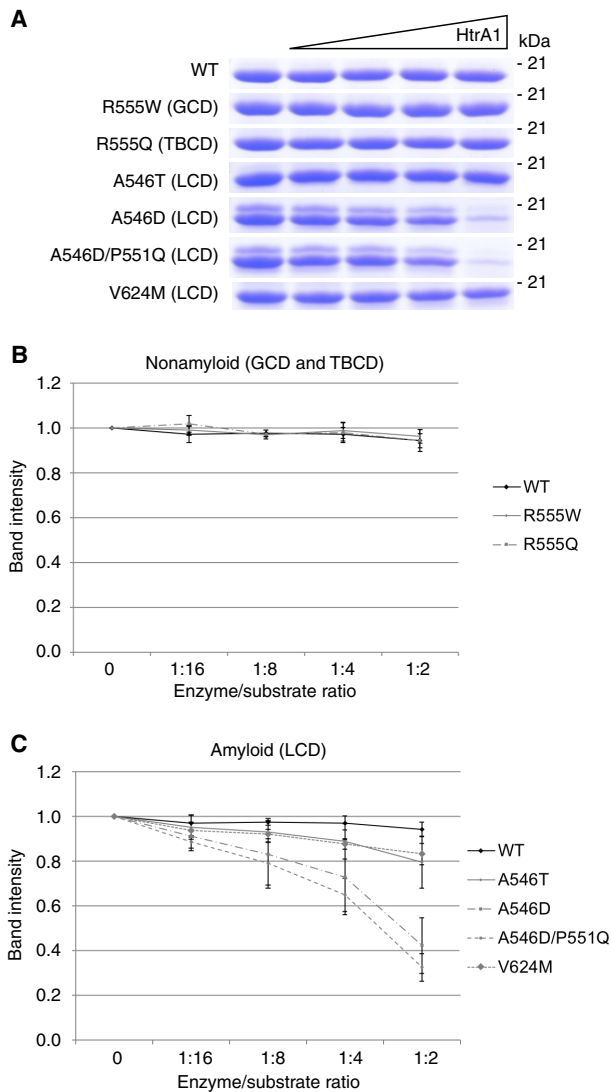 A
HtrA1
kDa
WT
- 21
R555W (GCD)
- 21
R555Q (TBCD)
- 21
A546T (LCD)
- 21
A546D (LCD)
- 21
A546D/P551Q (LCD)
- 21
V624M (LCD)
- 21
B
Nonamyloid (GCD and TBCD)
1.2
1.0
0.8
0.6
0.4
0.2
0.0
Band intensity
0 1:16 1:8 1:4 1:2
Enzyme/substrate ratio
WT
R555W
R555Q
C
Amyloid (LCD)
1.2
1.0
0.8
0.6
0.4
0.2
0.0
Band intensity
0 1:16 1:8 1:4 1:2
Enzyme/substrate ratio
WT
A546T
A546D
A546D/P551Q
V624M